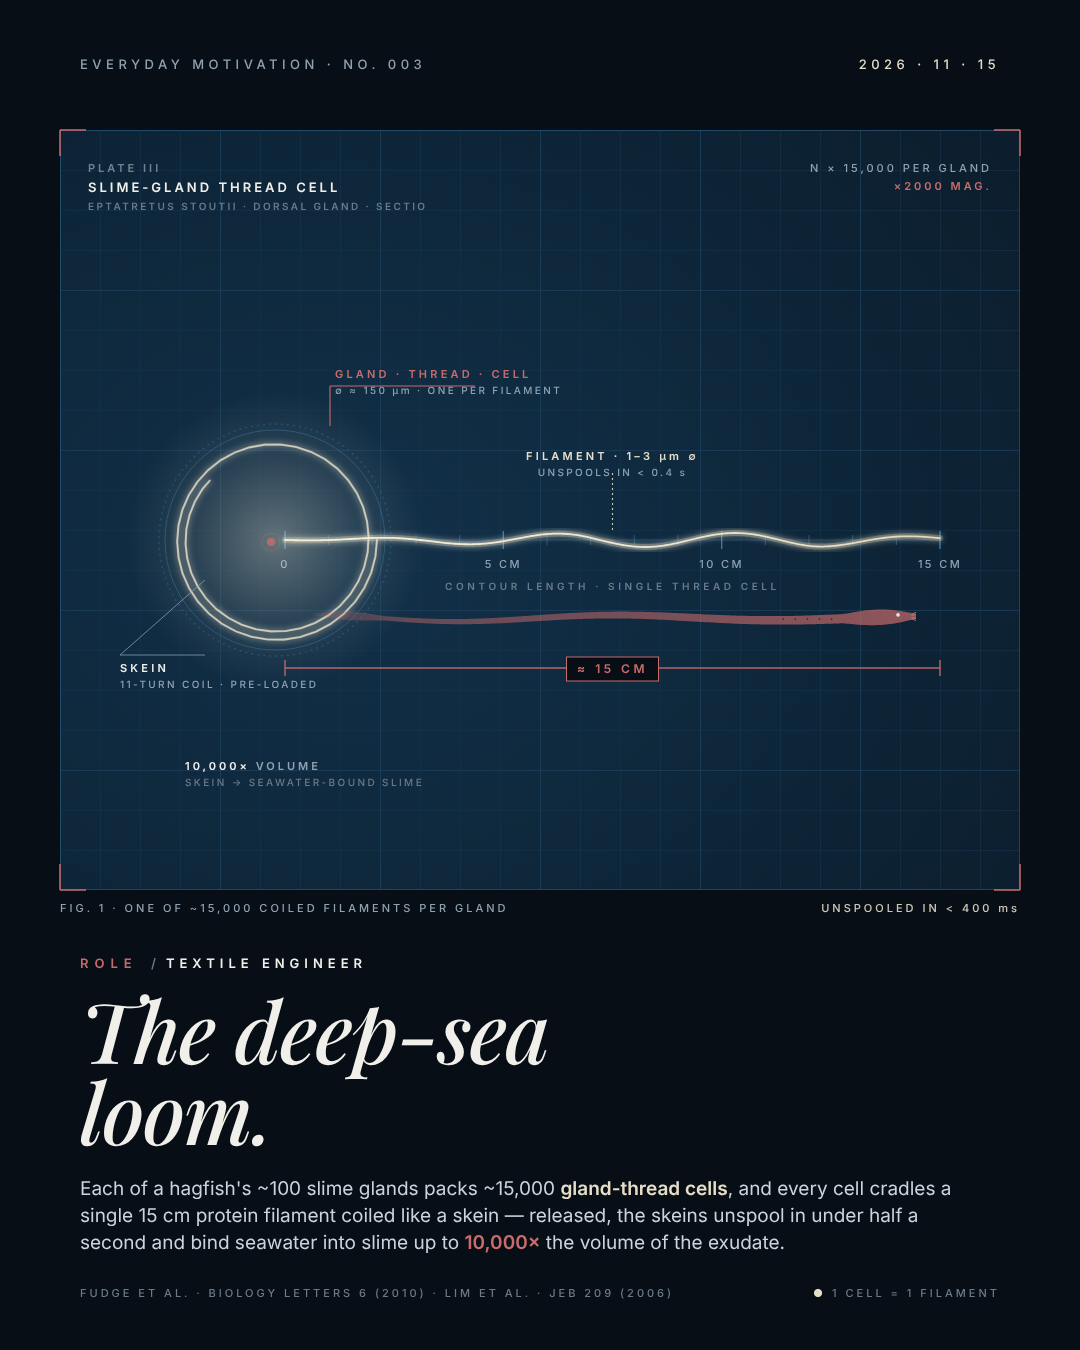 EVERYDAY MOTIVATION · NO. 003
2026 · 11 · 15
PLATE III
SLIME-GLAND THREAD CELL
EPTATRETUS STOUTII · DORSAL GLAND · SECTIO
N × 15,000 PER GLAND
×2000 MAG.
GLAND · THREAD · CELL
ø ≈ 150 µm · ONE PER FILAMENT
FILAMENT · 1–3 µm ø
UNSPOOLS IN < 0.4 s
0
5 CM
10 CM
15 CM
CONTOUR LENGTH · SINGLE THREAD CELL
≈ 15 CM
SKEIN
11-TURN COIL · PRE-LOADED
10,000× VOLUME
SKEIN → SEAWATER-BOUND SLIME
FIG. 1 · ONE OF ~15,000 COILED FILAMENTS PER GLAND
UNSPOOLED IN < 400 ms
ROLE / TEXTILE ENGINEER
The deep-sea
loom.
Each of a hagfish's ~100 slime glands packs ~15,000 gland-thread cells, and every cell cradles a
single 15 cm protein filament coiled like a skein — released, the skeins unspool in under half a
second and bind seawater into slime up to 10,000× the volume of the exudate.
FUDGE ET AL. · BIOLOGY LETTERS 6 (2010) · LIM ET AL. · JEB 209 (2006)
1 CELL = 1 FILAMENT